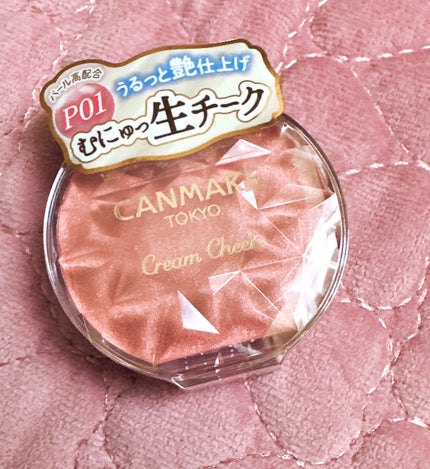 パール高配合
P01
うるっと艶仕上げ
むにゅっ生チーク
CANMAKE
TOKYO
Cream Cheek